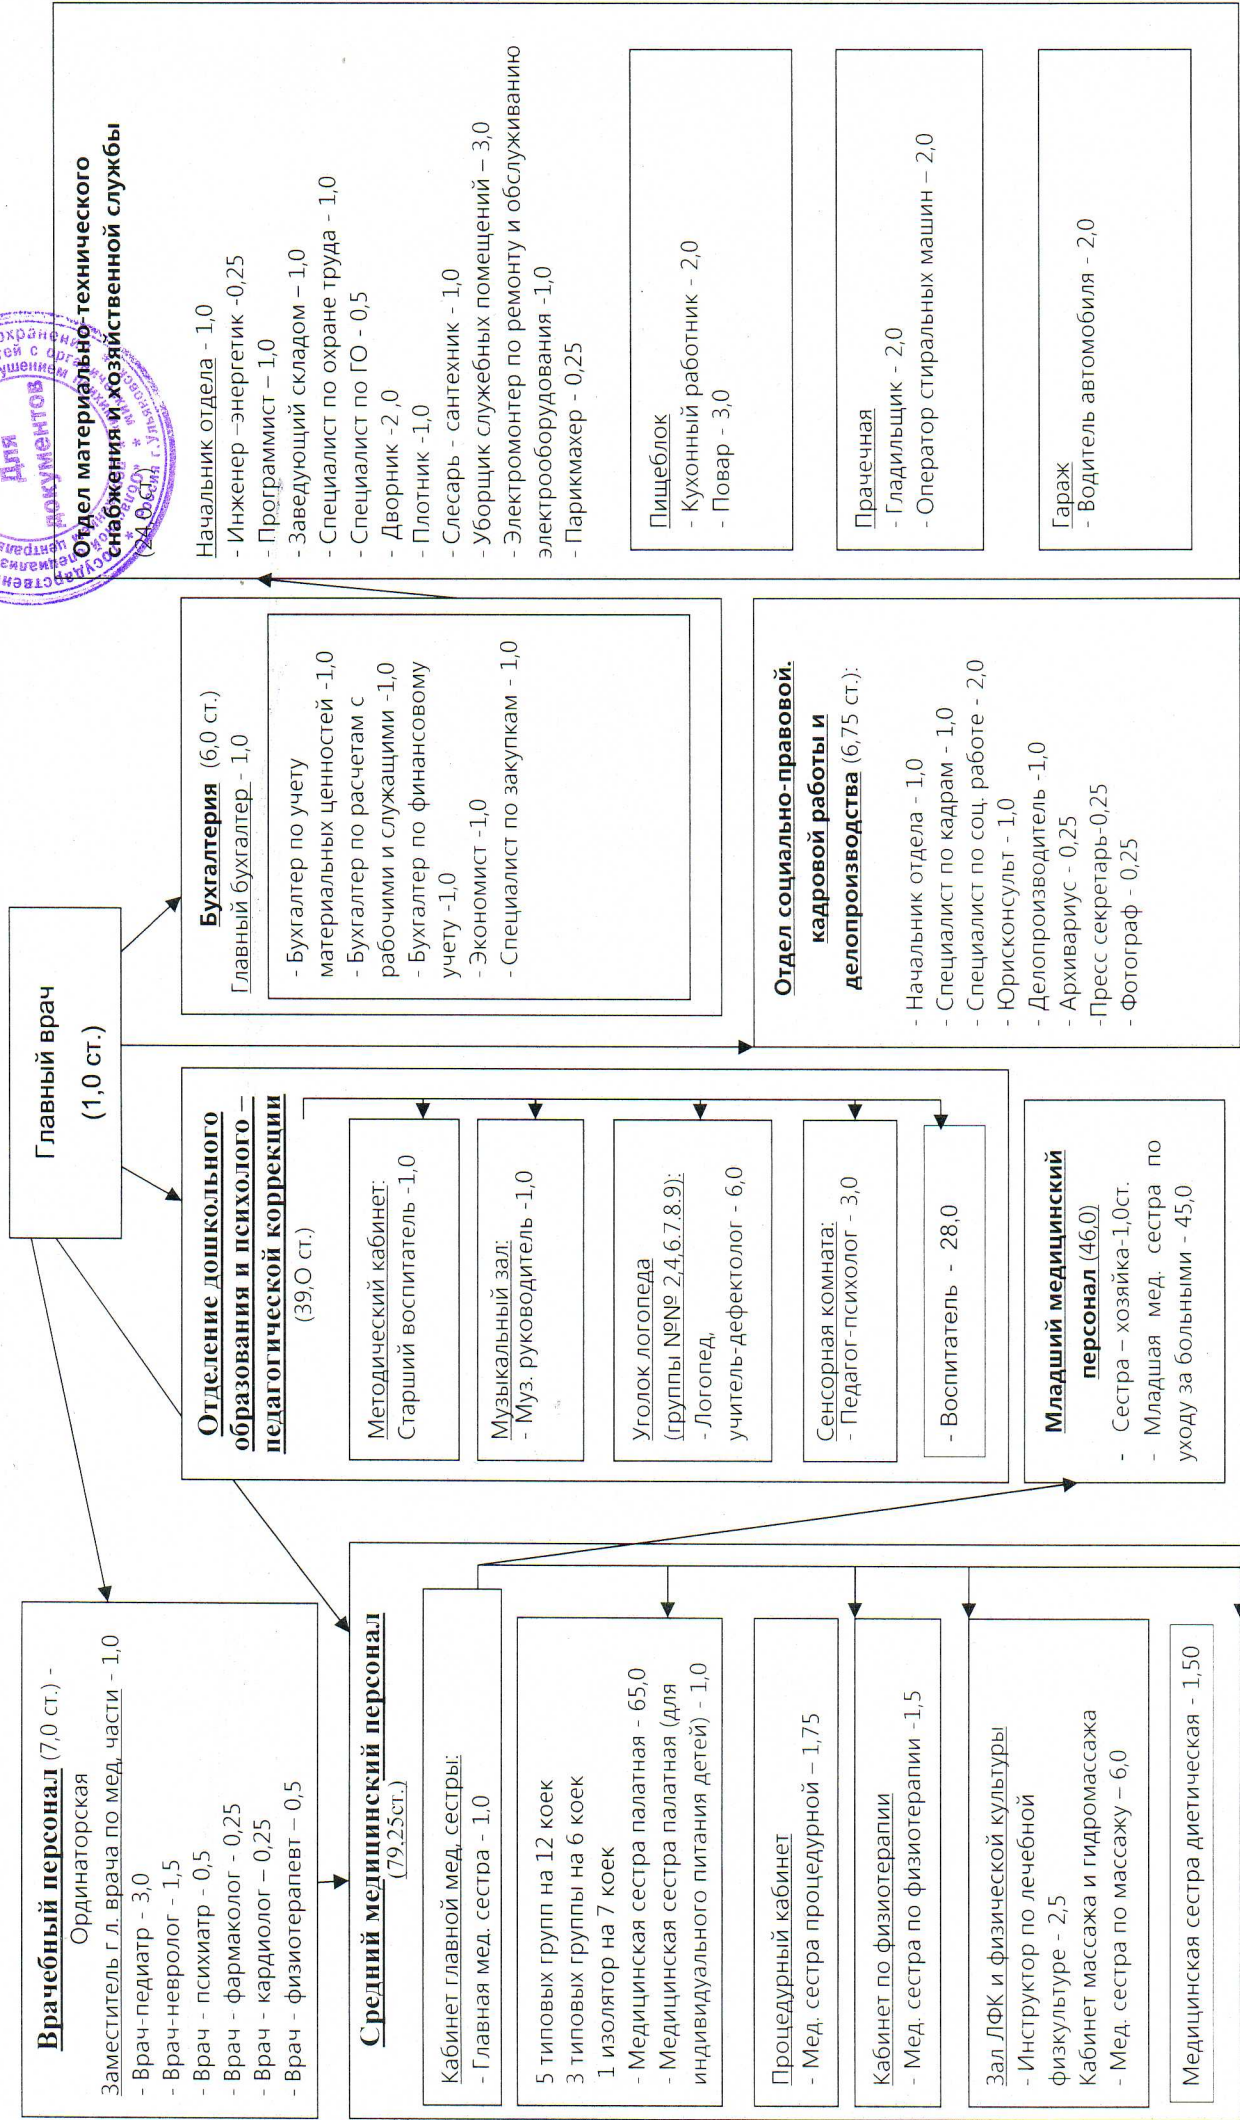 Главный врач
(1,0 ст.)
Врачебный персонал (7,0 ст.) -
Ординаторская
Заместитель г л. врача по мед, части - 1,0
- Врач-педиатр - 3,0
- Врач-невролог - 1,5
- Врач - психиатр - 0,5
- Врач - фармаколог - 0,25
- Врач - кардиолог – 0,25
- Врач - физиотерапевт – 0,5
Средний медицинский персонал
(79,25ст.)
Кабинет главной мед, сестры:
- Главная мед. сестра - 1,0
5 типовых групп на 12 коек
3 типовых группы на 6 коек
1 изолятор на 7 коек
- Медицинская сестра палатная - 65,0
- Медицинская сестра палатная (для
индивидуального питания детей) - 1,0
Процедурный кабинет
- Мед. сестра процедурной – 1,75
Кабинет по физиотерапии
- Мед. сестра по физиотерапии -1,5
Зал ЛФК и физической культуры
- Инструктор по лечебной
физкультуре - 2,5
Кабинет массажа и гидромассажа
- Мед. сестра по массажу – 6,0
Медицинская сестра диетическая - 1,50
Отделение дошкольного
образования и психолого –
педагогической коррекции
(39,О ст.)
Методический кабинет:
Старший воспитатель -1,0
Музыкальный зал:
- Муз. руководитель -1,0
Уголок логопеда
(группы №№ 2,4,6.7.8.9):
- Логопед,
учитель-дефектолог - 6,0
Сенсорная комната:
- Педагог-психолог - 3,0
- Воспитатель - 28,0
Младший медицинский
персонал (46,0)
- Сестра – хозяйка-1,0ст.
- Младшая мед. сестра по
уходу за больными - 45,0
Бухгалтерия (6,0 ст.)
Главный бухгалтер - 1,0
- Бухгалтер по учету
материальных ценностей -1,0
- Бухгалтер по расчетам с
рабочими и служащими -1,0
- Бухгалтер по финансовому
учету -1,0
- Экономист -1,0
- Специалист по закупкам - 1,0
Отдел социально-правовой.
кадровой работы и
делопроизводства (6,75 ст.):
- Начальник отдела - 1,0
- Специалист по кадрам - 1,0
- Специалист по соц. работе - 2,0
- Юрисконсульт - 1,0
- Делопроизводитель -1,0
- Архивариус - 0,25
-Пресс секретарь-0,25
- Фотограф - 0,25
Отдел материально-технического
снабжения и хозяйственной службы
(24,0 ст)
Начальник отдела - 1,0
- Инженер –энергетик -0,25
- Программист – 1,0
- Заведующий складом – 1,0
- Специалист по охране труда - 1,0
- Специалист по ГО - 0,5
- Дворник -2 ,0
- Плотник -1,0
- Слесарь - сантехник - 1,0
- Уборщик служебных помещений – 3,0
- Электромонтер по ремонту и обслуживанию
электрооборудования -1,0
- Парикмахер - 0,25
Пищеблок
- Кухонный работник - 2,0
- Повар - 3,0
Прачечная
- Гладильщик - 2,0
- Оператор стиральных машин – 2,0
Гараж
- Водитель автомобиля - 2,0
Для
документов